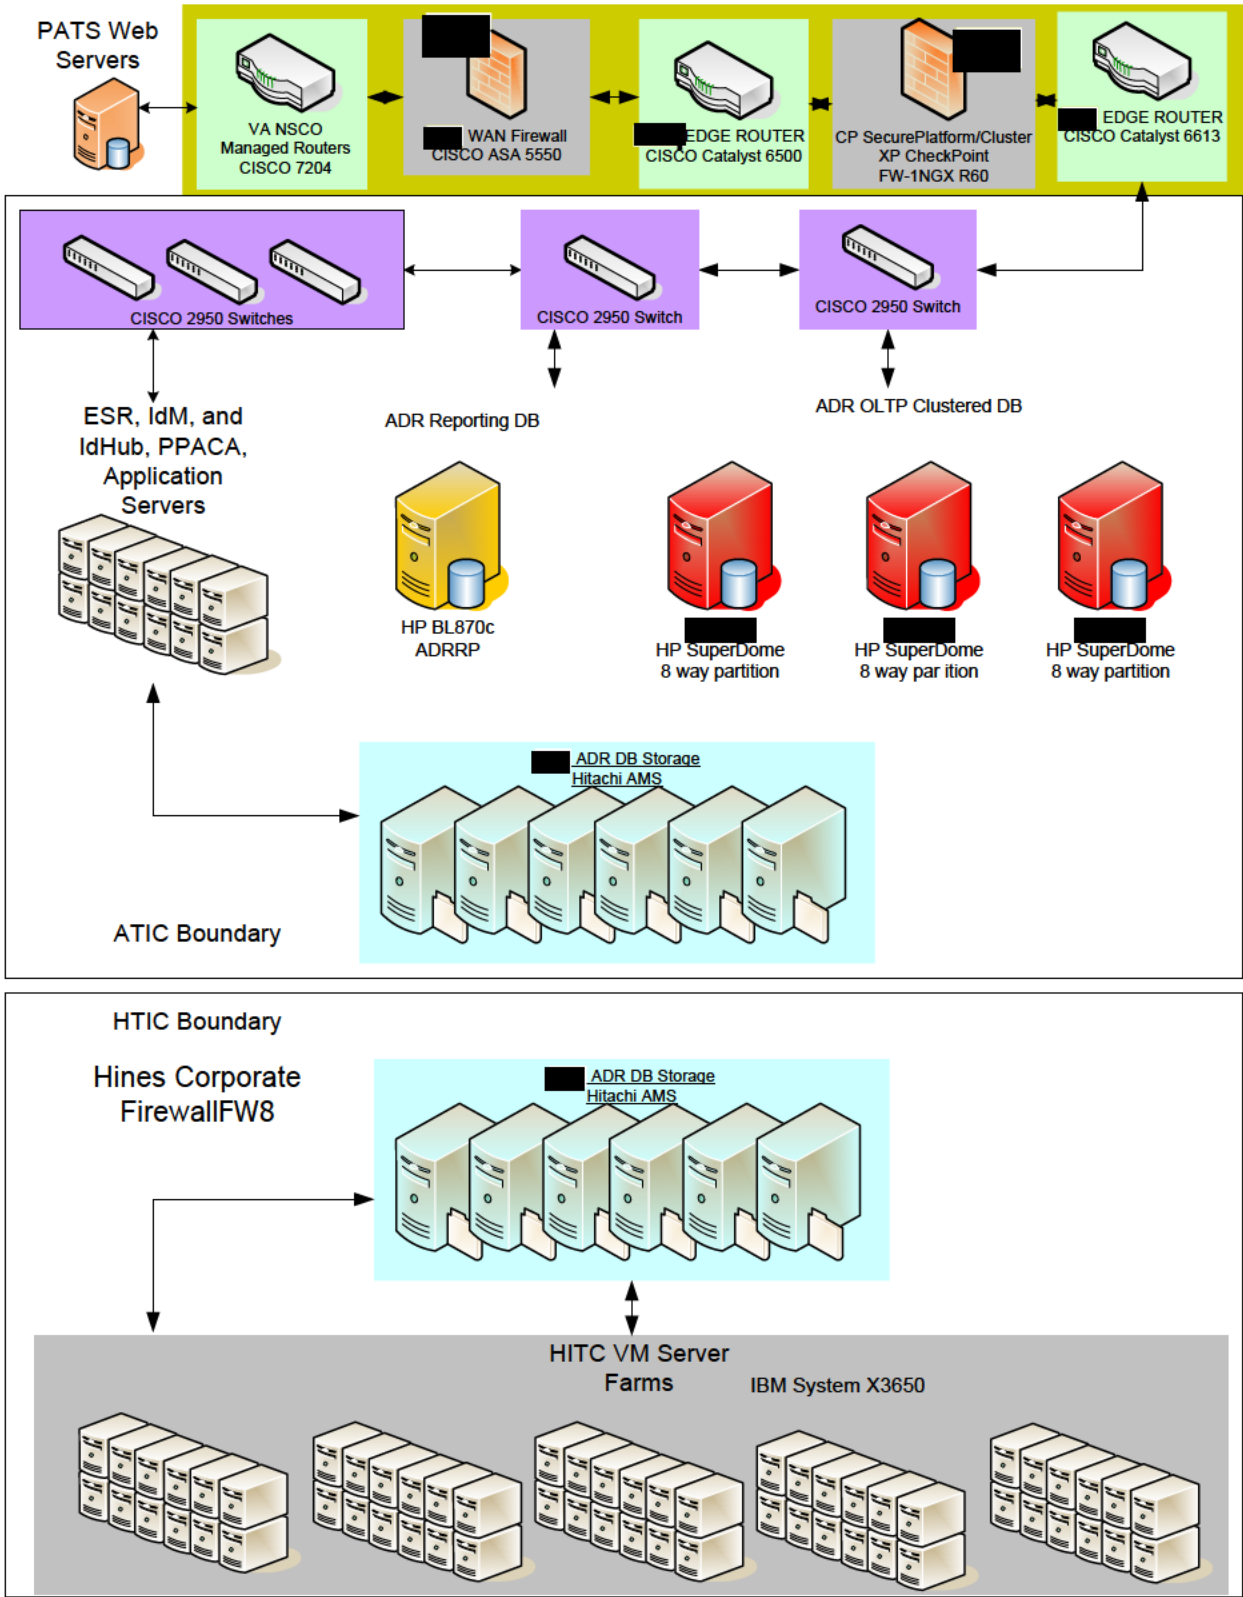 PATS Web
Servers
VA NSCO
Managed Routers
CISCO 7204
WAN Firewall
CISCO ASA 5550
EDGE ROUTER
CISCO Catalyst 6500
CP SecurePlatform/Cluster
XP CheckPoint
FW-1NGX R60
EDGE ROUTER
CISCO Catalyst 6613
CISCO 2950 Switches
CISCO 2950 Switch
CISCO 2950 Switch
ESR, IdM, and
IdHub, PPACA,
Application
Servers
ADR Reporting DB
ADR OLTP Clustered DB
HP BL870c
ADRRP
HP SuperDome
8 way partition
HP SuperDome
8 way par ition
HP SuperDome
8 way partition
ADR DB Storage
Hitachi AMS
ATIC Boundary
HTIC Boundary
Hines Corporate
FirewallFW8
ADR DB Storage
Hitachi AMS
HITC VM Server
Farms
IBM System X3650